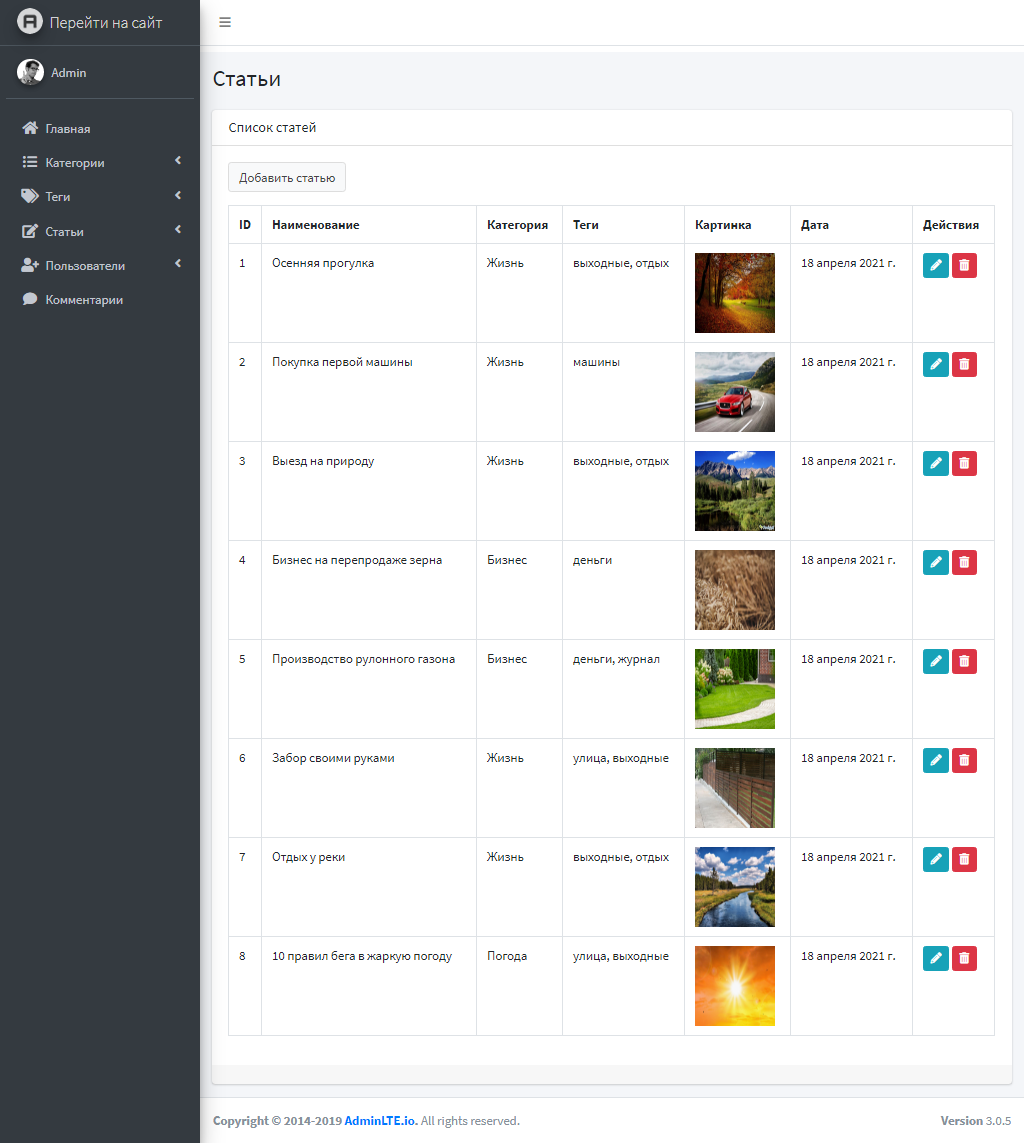 Перейти на сайт
Admin
Главная
Категории
Теги
Статьи
Пользователи
Комментарии
Статьи
Список статей
Добавить статью
ID Наименование Категория Теги Картинка Дата Действия
1 Осенняя прогулка Жизнь выходные, отдых 18 апреля 2021 г.
2 Покупка первой машины Жизнь машины 18 апреля 2021 г.
3 Выезд на природу Жизнь выходные, отдых 18 апреля 2021 г.
4 Бизнес на перепродаже зерна Бизнес деньги 18 апреля 2021 г.
5 Производство рулонного газона Бизнес деньги, журнал 18 апреля 2021 г.
6 Забор своими руками Жизнь улица, выходные 18 апреля 2021 г.
7 Отдых у реки Жизнь выходные, отдых 18 апреля 2021 г.
8 10 правил бега в жаркую погоду Погода улица, выходные 18 апреля 2021 г.
Copyright © 2014-2019 AdminLTE.io. All rights reserved.
Version 3.0.5